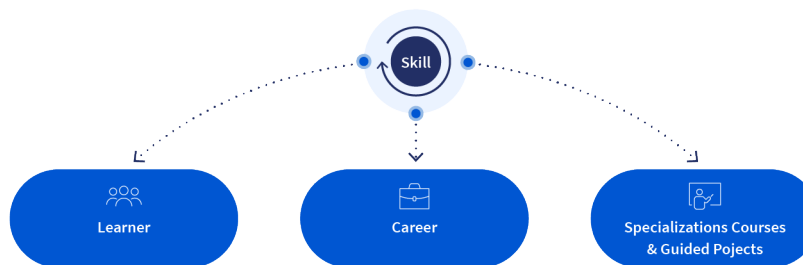 Skill
Learner
Career
Specializations Courses
& Guided Pojects